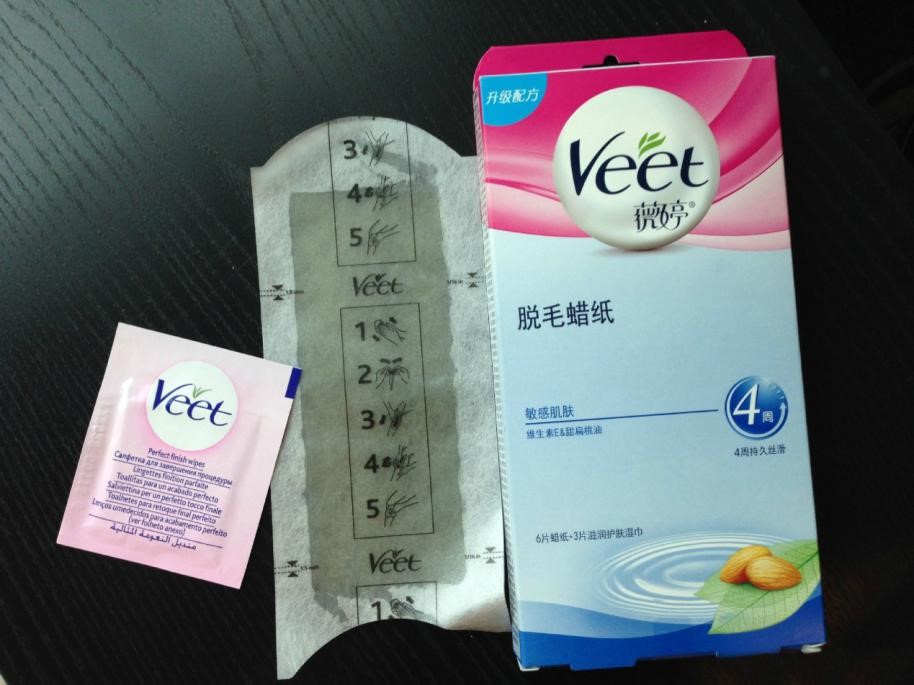 Veet
Perfect finish wipes
Салфетка для завершения процедуры
Lingettes finition parfaite
Toallitas para un acabado perfecto
Salviettina per un perfetto tocco finale
Toalhetes para retoque final perfeito
Lenços umedecidos para acabamento perfeito
(ver folheto anexo)
منديل النعومة المثالية
3
4
5
Veet
1
2
3
4
5
Veet
1
升级配方
Veet
薇婷®
脱毛蜡纸
敏感肌肤
维生素E&甜扁桃油
4周
4周持久丝滑
6片蜡纸+3片滋润护肤湿巾